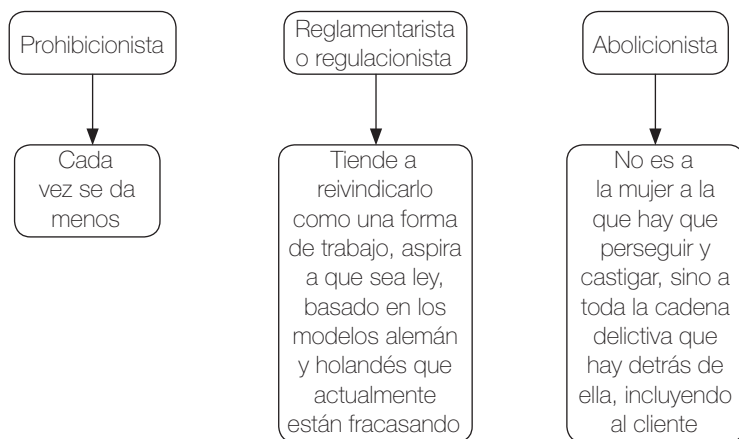 Prohibicionista
Cada
vez se da
menos
Reglamentarista
o regulacionista
Tiende a
reivindicarlo
como una forma
de trabajo, aspira
a que sea ley,
basado en los
modelos alemán
y holandés que
actualmente
están fracasando
Abolicionista
No es a
la mujer a la
que hay que
perseguir y
castigar, sino a
toda la cadena
delictiva que
hay detrás de
ella, incluyendo
al cliente